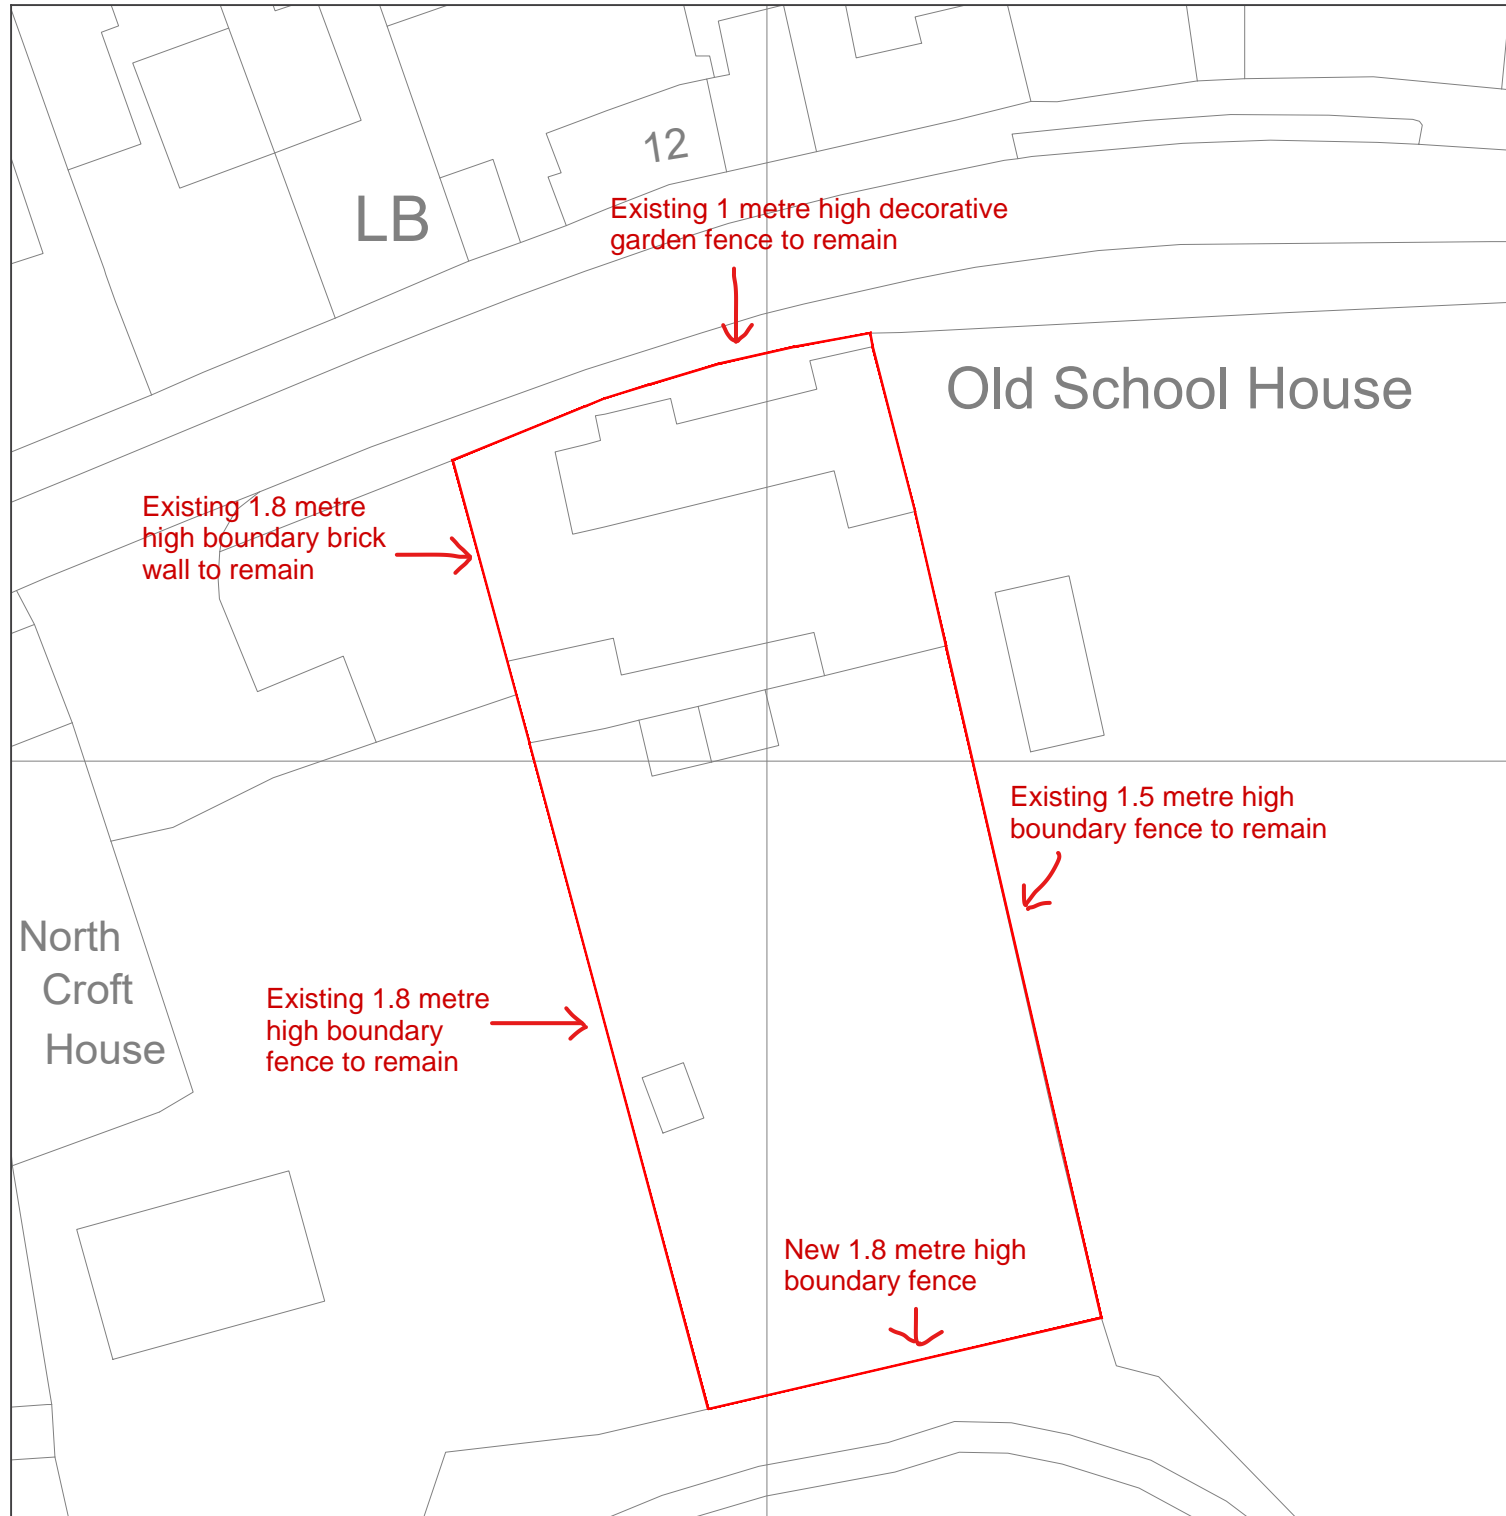 12
LB
Existing 1 metre high decorative
garden fence to remain
Old School House
Existing 1.8 metre
high boundary brick
wall to remain
Existing 1.5 metre high
boundary fence to remain
North
Croft
House
Existing 1.8 metre
high boundary
fence to remain
New 1.8 metre high
boundary fence